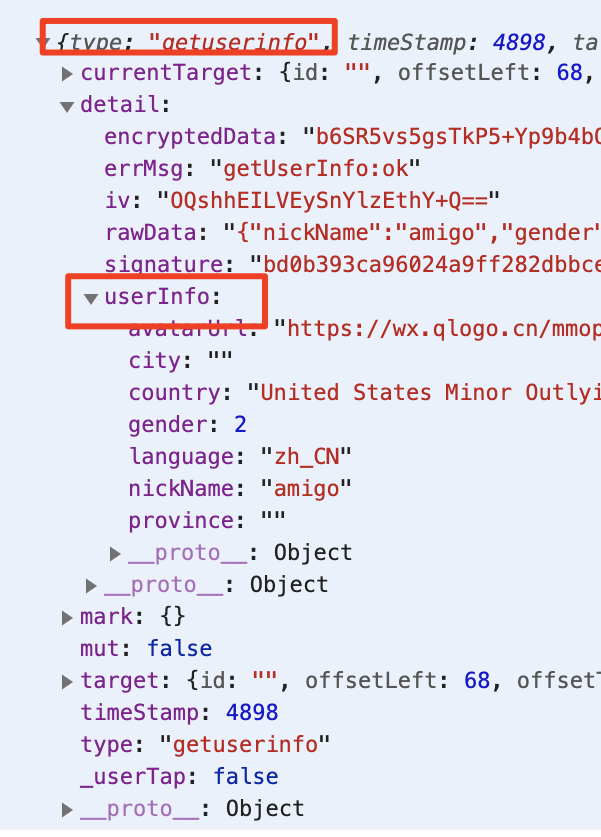 {type: "getuserinfo", timeStamp: 4898, ta
currentTarget: {id: "", offsetLeft: 68,
detail:
encryptedData: "b6SR5vs5gsTkP5+Yp9b4b0
errMsg: "getUserInfo:ok"
iv: "OQshhEILVEySnYlzEthY+Q=="
rawData: "{"nickName":"amigo","gender"
signature: "bd0b393ca96024a9ff282dbbce
userInfo:
avatarUrl: "https://wx.qlogo.cn/mmop
city: ""
country: "United States Minor Outlyi
gender: 2
language: "zh_CN"
nickName: "amigo"
province: ""
__proto__: Object
__proto__: Object
mark: {}
mut: false
target: {id: "", offsetLeft: 68, offsetT
timeStamp: 4898
type: "getuserinfo"
_userTap: false
__proto__: Object